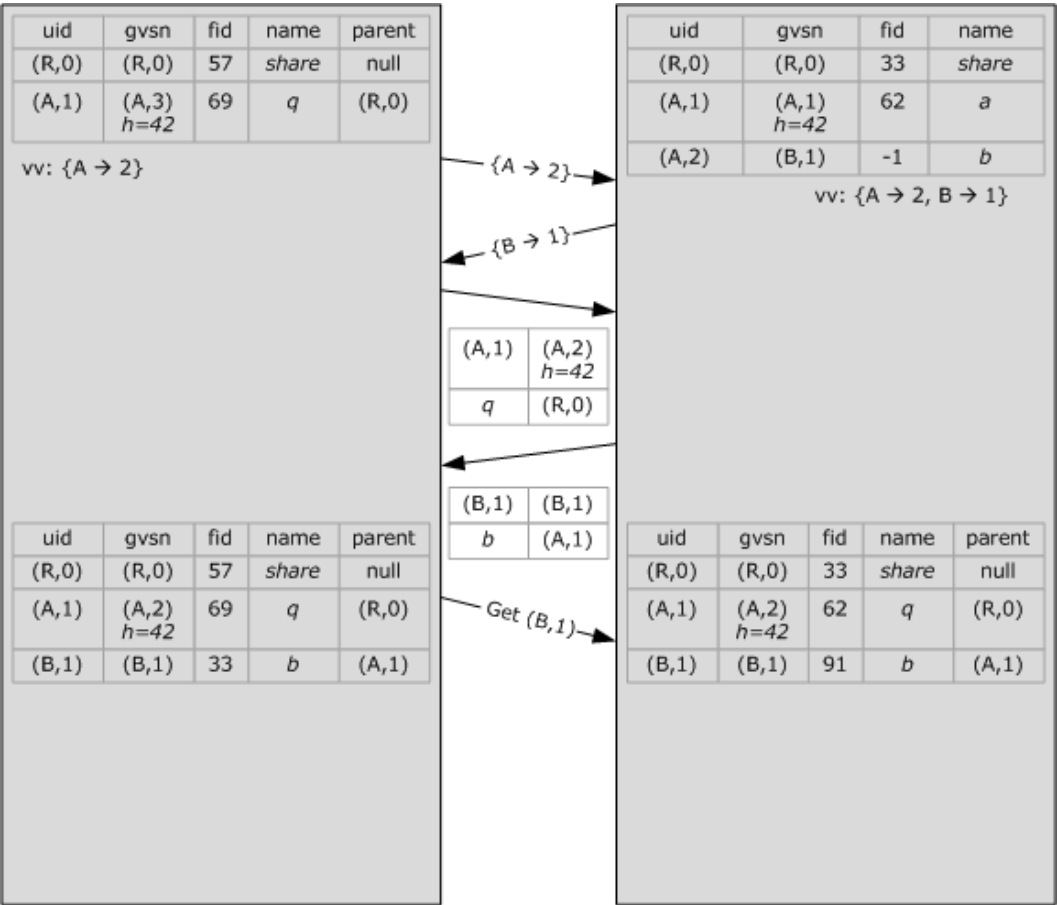 uid gvsn fid name parent
(R,0) (R,0) 57 share null
(A,1) (A,3) 69 q (R,0)
h=42
vv: {A → 2}
uid gvsn fid name
(R,0) (R,0) 33 share
(A,1) (A,1) 62 a
h=42
(A,2) (B,1) -1 b
vv: {A → 2, B → 1}
{A → 2}
{B → 1}
(A,1) (A,2)
h=42
q (R,0)
(B,1) (B,1)
b (A,1)
uid gvsn fid name parent
(R,0) (R,0) 57 share null
(A,1) (A,2) 69 q (R,0)
h=42
(B,1) (B,1) 33 b (A,1)
Get (B,1)
uid gvsn fid name parent
(R,0) (R,0) 33 share null
(A,1) (A,2) 62 q (R,0)
h=42
(B,1) (B,1) 91 b (A,1)